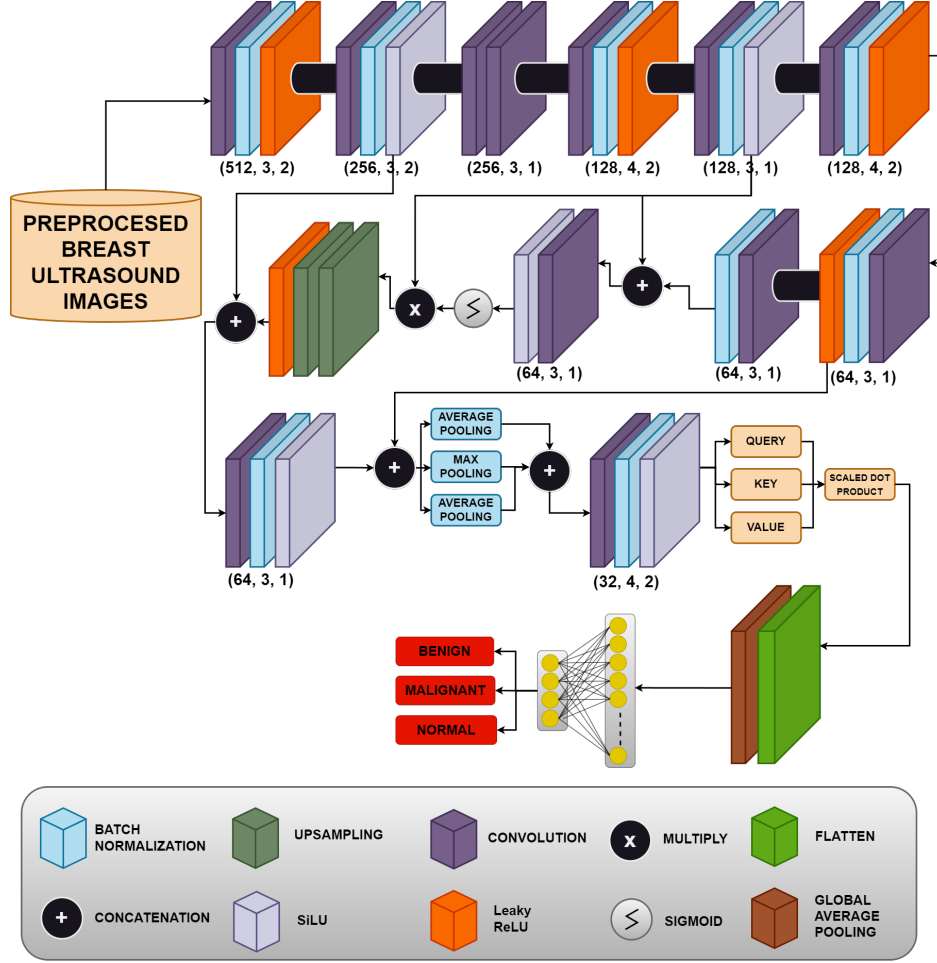 (512, 3, 2)
(256, 3, 2)
(256, 3, 1)
(128, 4, 2)
(128, 3, 1)
(128, 4, 2)
PREPROCESED
BREAST
ULTRASOUND
IMAGES
+
x
+
(64, 3, 1)
(64, 3, 1)
(64, 3, 1)
+
AVERAGE
POOLING
MAX
POOLING
AVERAGE
POOLING
+
QUERY
KEY
VALUE
SCALED DOT
PRODUCT
(64, 3, 1)
(32, 4, 2)
BENIGN
MALIGNANT
NORMAL
BATCH
NORMALIZATION
UPSAMPLING
CONVOLUTION
x
MULTIPLY
FLATTEN
+
CONCATENATION
SiLU
Leaky
ReLU
SIGMOID
GLOBAL
AVERAGE
POOLING